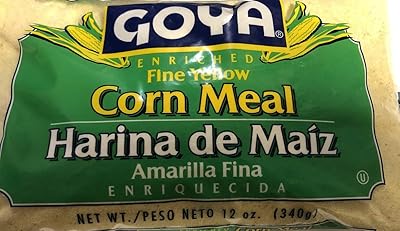 GOYA®
ENRICHED
Fine Yellow
Corn Meal
Harina de Maíz
Amarilla Fina
ENRIQUECIDA
U
NET WT./PESO NETO 12 oz. (340g)